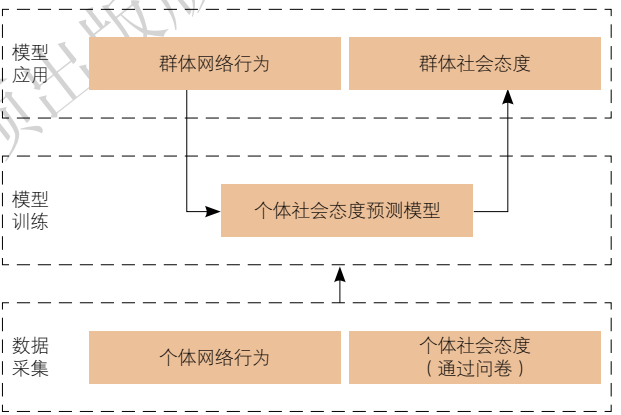 模型
应用
群体网络行为
群体社会态度
模型
训练
个体社会态度预测模型
数据
采集
个体网络行为
个体社会态度
（通过问卷）